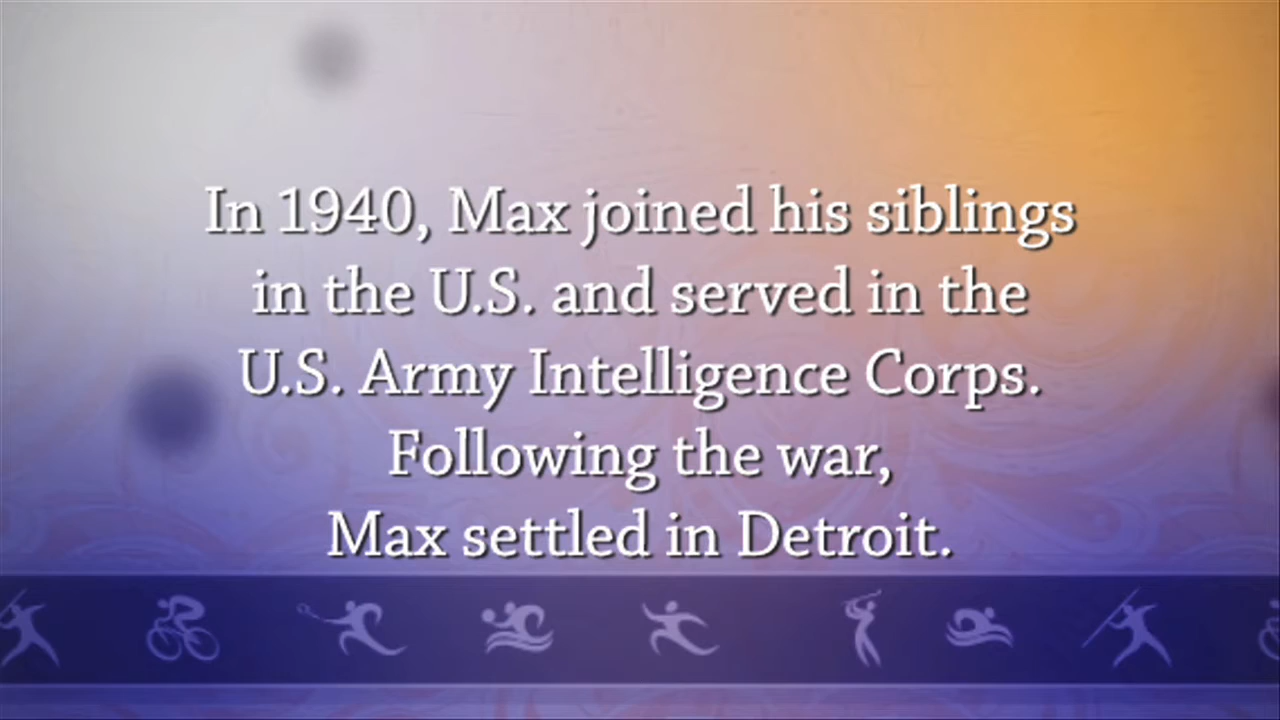 In 1940, Max joined his siblings
in the U.S. and served in the
U.S. Army Intelligence Corps.
Following the war,
Max settled in Detroit.